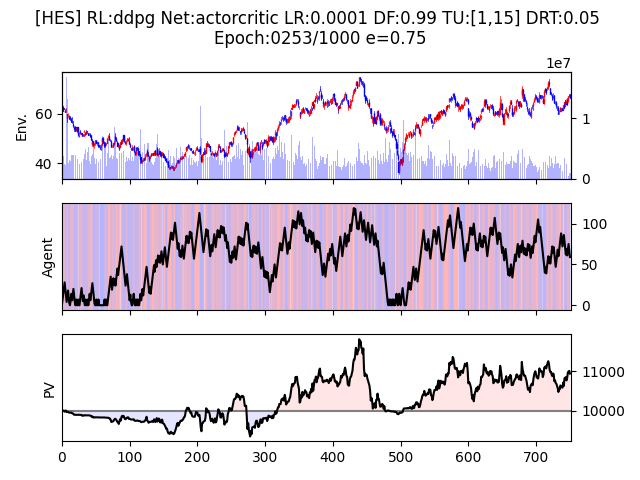 [HES] RL:ddpg Net:actorcritic LR:0.0001 DF:0.99 TU:[1,15] DRT:0.05
Epoch:0253/1000 e=0.75
1e7
Env.
60
40
1
0
Agent
100
50
0
PV
11000
10000
0 100 200 300 400 500 600 700